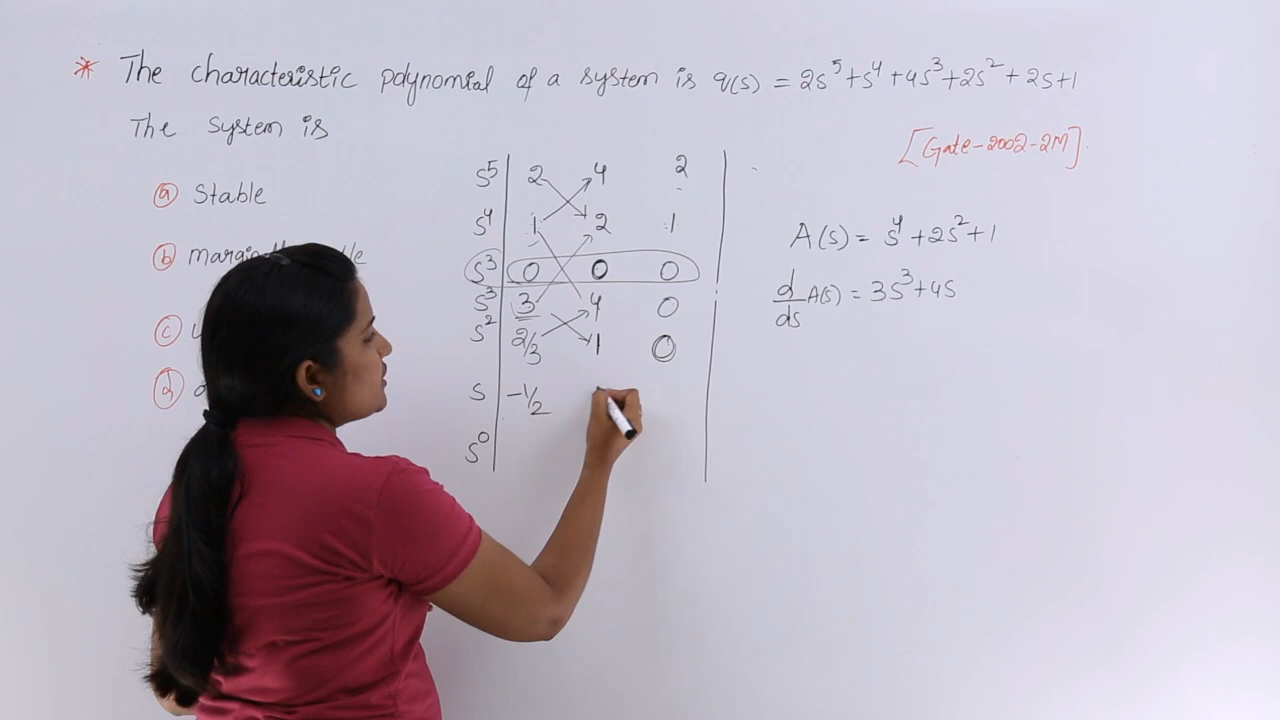 * The characteristic polynomial of a system is q(s) = 2s⁵+s⁴+4s³+2s²+2s+1
The system is
[Gate-2002-2M].
(a) Stable
(b)
(c)
(d)
s⁵ | 2 4 2
s⁴ | 1 2 1
s³ | 0 0 0
s³ | 3 4 0
s² | 2/3 1 0
s | -1/2
s⁰
A(s) = s⁴+2s²+1
d/ds A(s) = 3s³+4s